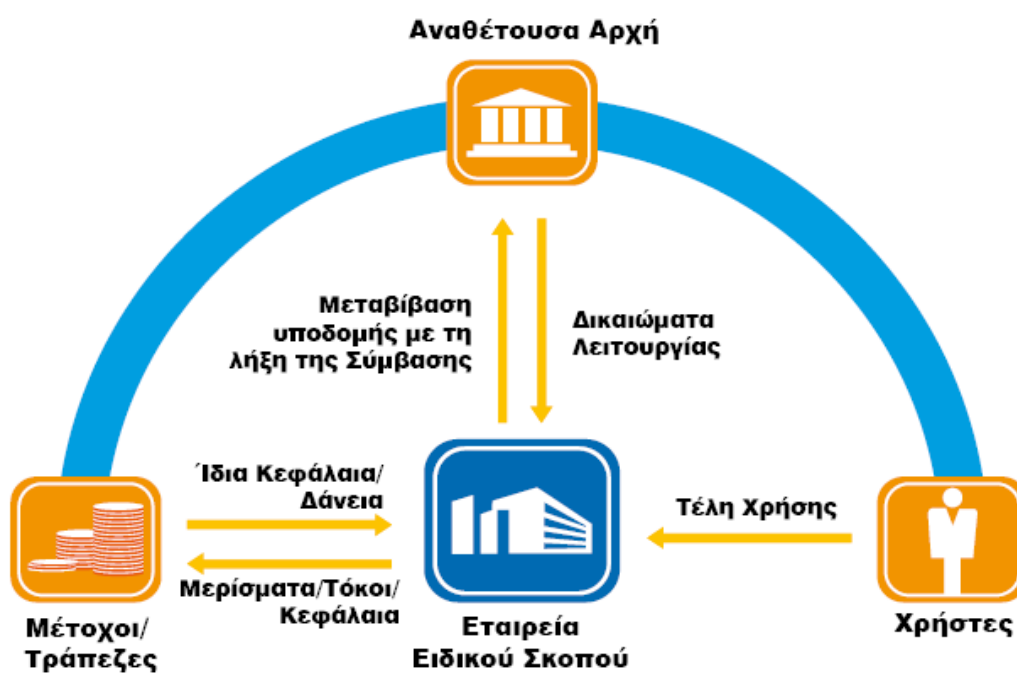 Αναθέτουσα Αρχή
Μεταβίβαση
υποδομής με τη
λήξη της Σύμβασης
Δικαιώματα
Λειτουργίας
Ίδια Κεφάλαια/
Δάνεια
Τέλη Χρήσης
Μερίσματα/Τόκοι/
Κεφάλαια
Μέτοχοι/
Τράπεζες
Εταιρεία
Ειδικού Σκοπού
Χρήστες